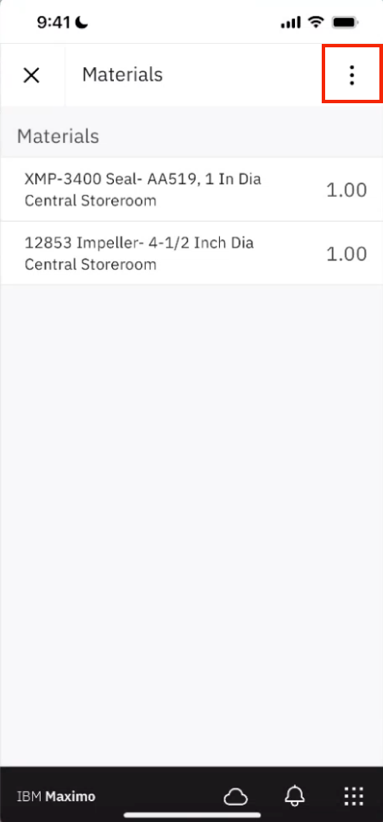 9:41
Materials
Materials
XMP-3400 Seal- AA519, 1 In Dia
Central Storeroom
1.00
12853 Impeller- 4-1/2 Inch Dia
Central Storeroom
1.00
IBM Maximo